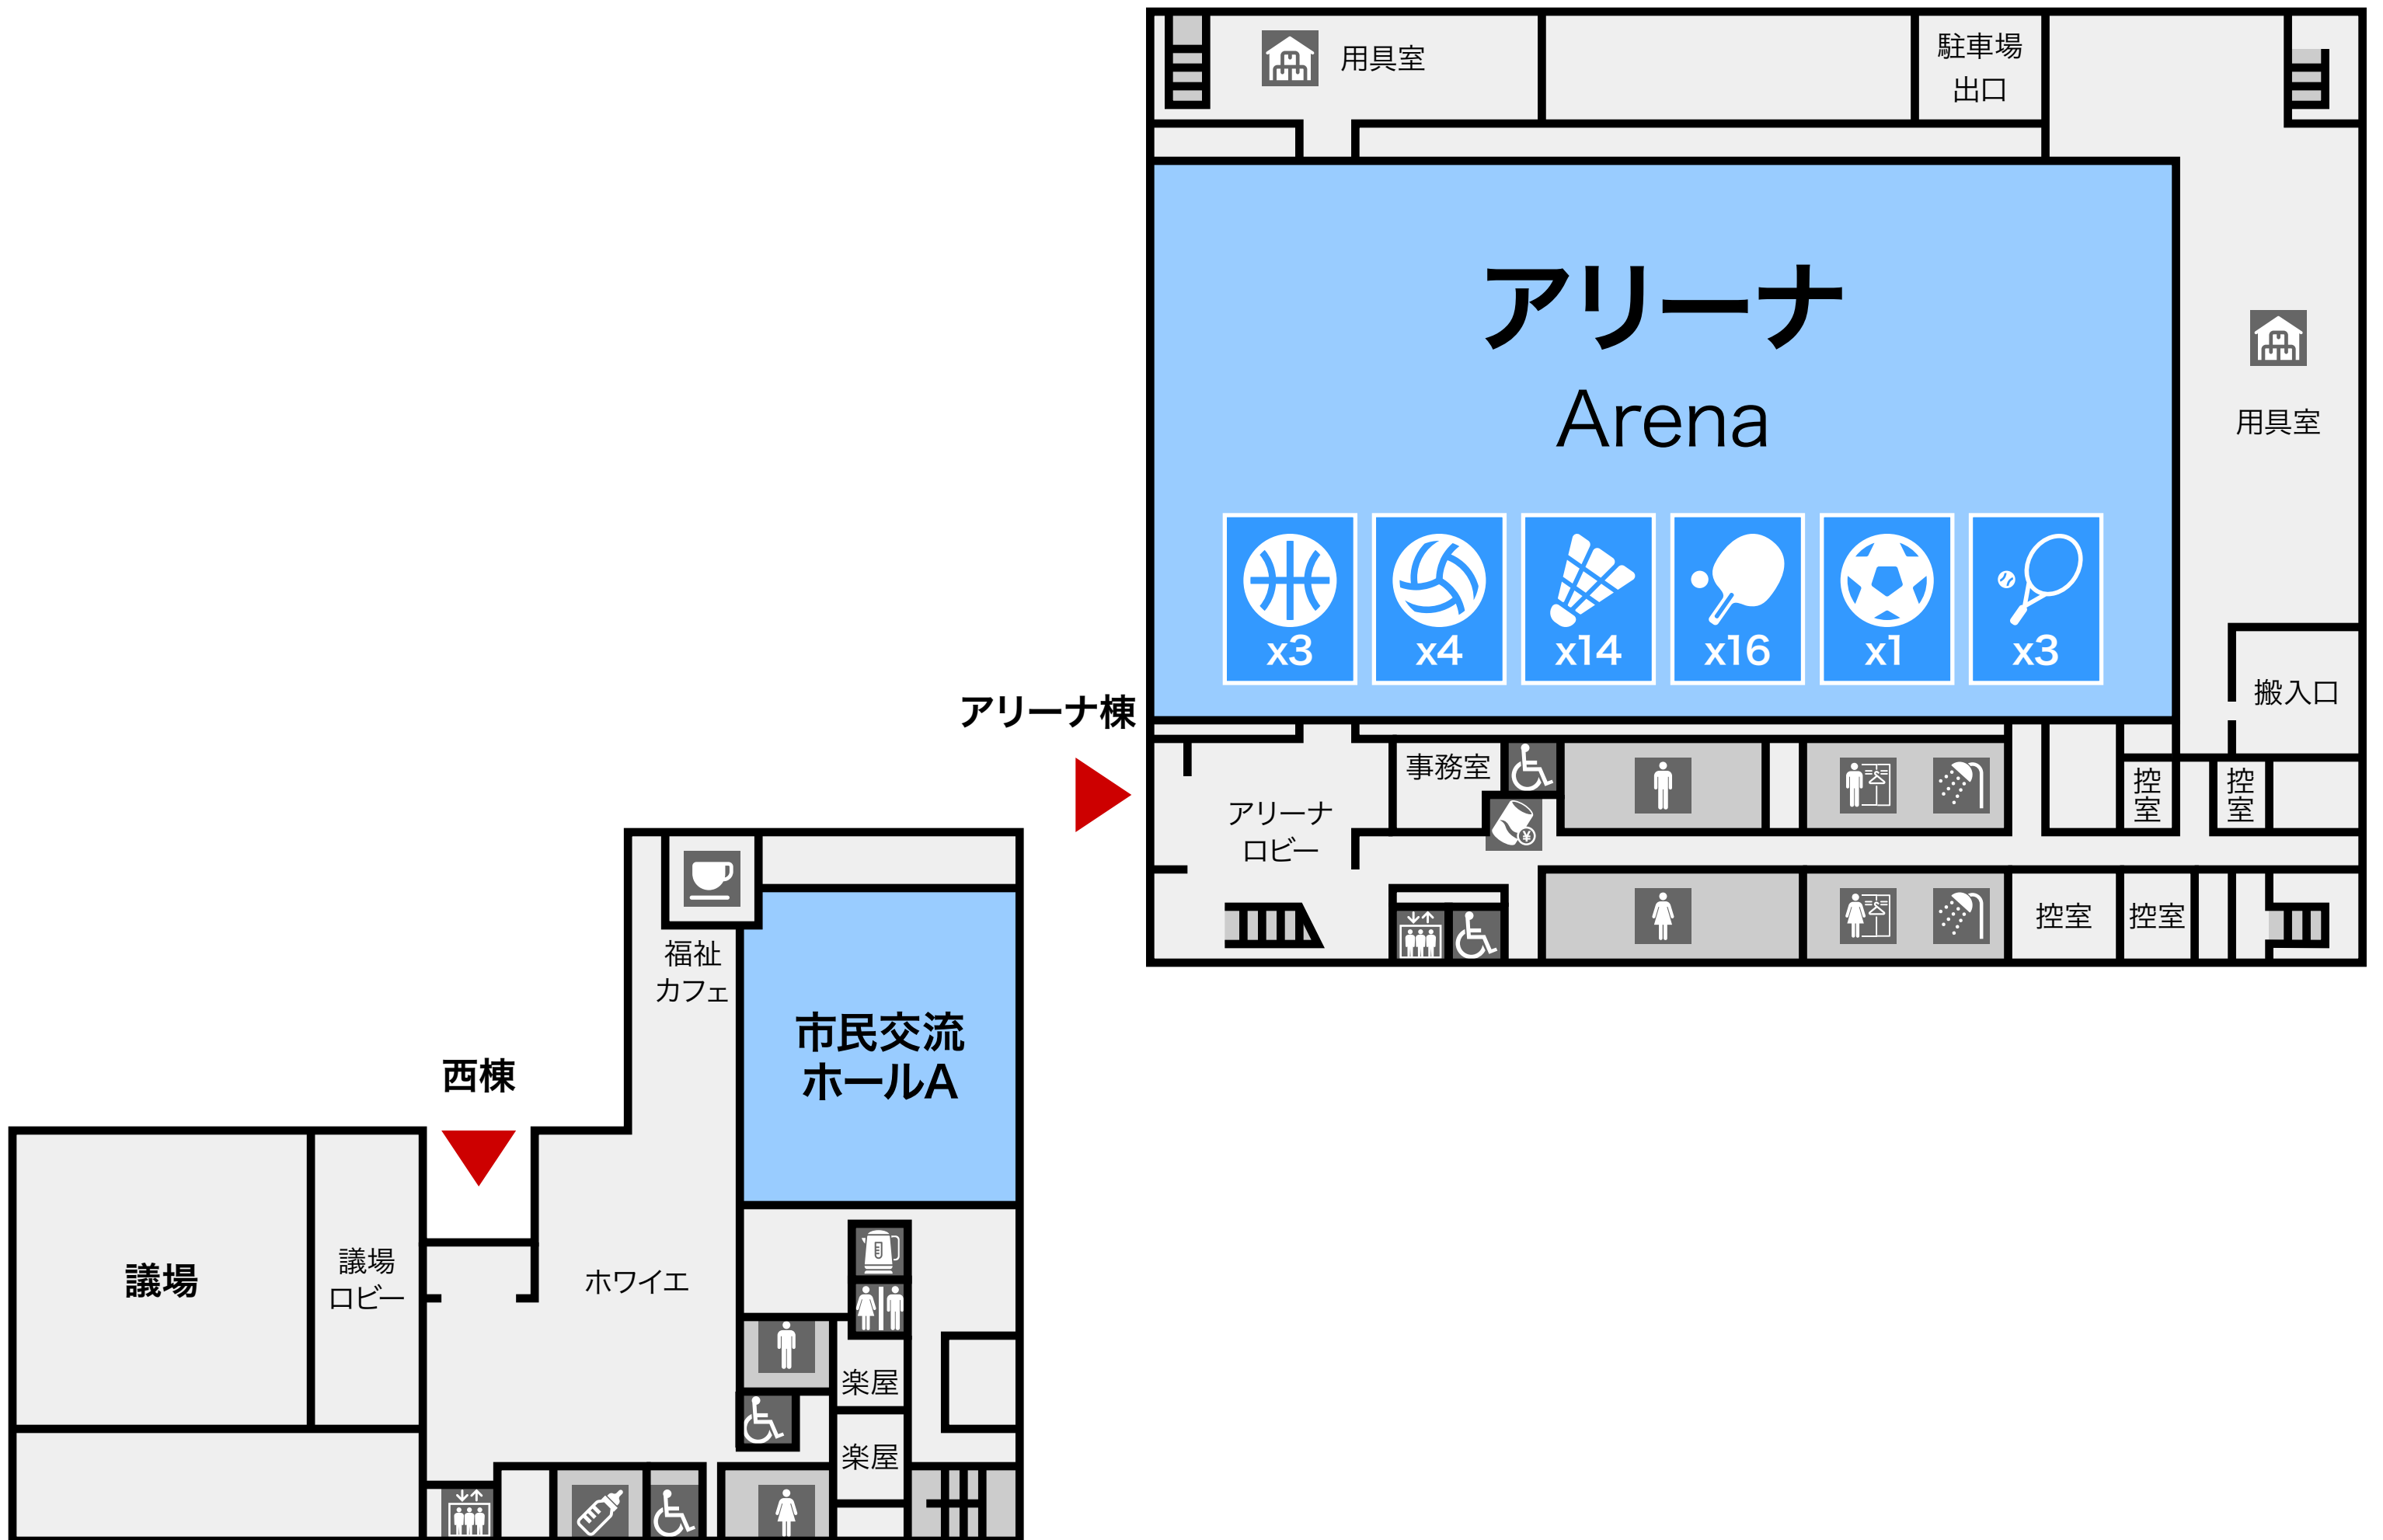 用具室
駐車場
出口
アリーナ
Arena
用具室
x3
x4
x14
x16
x1
x3
搬入口
アリーナ棟
事務室
控室
控室
アリーナ
ロビー
控室
控室
福祉
カフェ
市民交流
ホールA
西棟
議場
議場
ロビー
ホワイエ
楽屋
楽屋